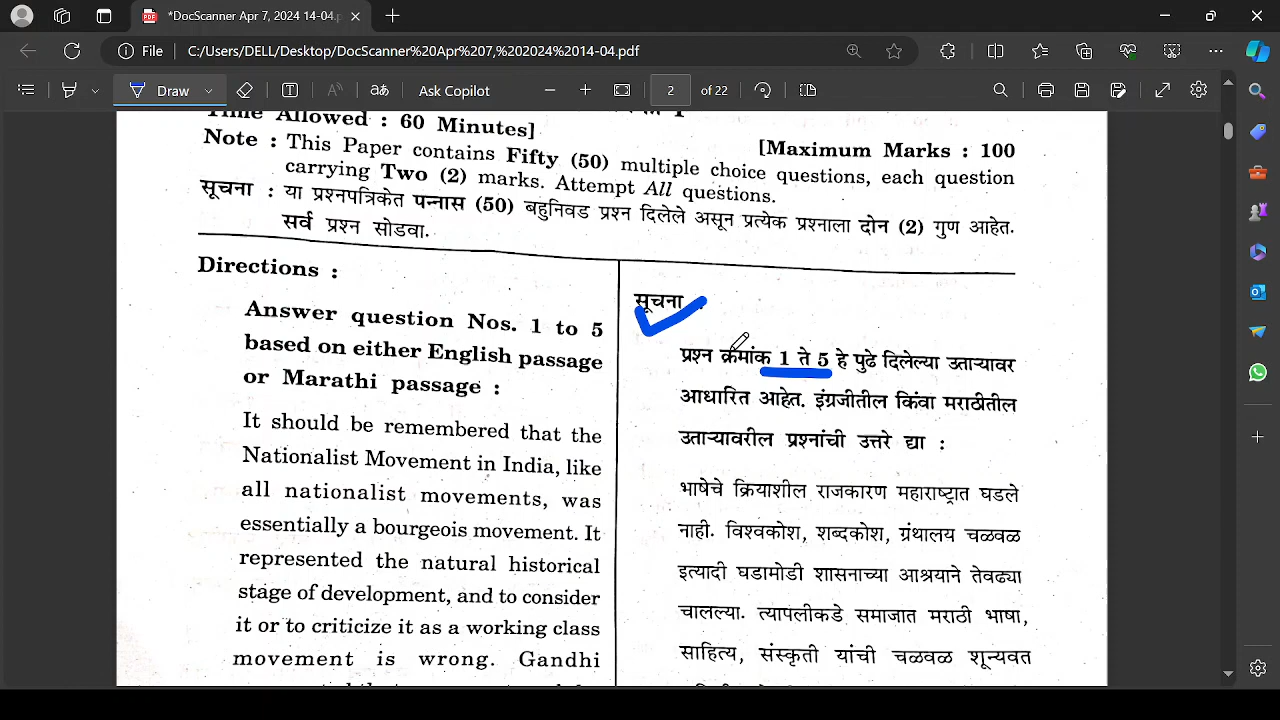 *DocScanner Apr 7, 2024 14-04.p
File C:/Users/DELL/Desktop/DocScanner%20Apr%207,%202024%2014-04.pdf
Draw aあ Ask Copilot 2 of 22
Time Allowed : 60 Minutes]
[Maximum Marks : 100
Note : This Paper contains Fifty (50) multiple choice questions, each question
carrying Two (2) marks. Attempt All questions.
सूचना : या प्रश्नपत्रिकेत पन्नास (50) बहुनिवड प्रश्न दिलेले असून प्रत्येक प्रश्नाला दोन (2) गुण आहेत.
सर्व प्रश्न सोडवा.
Directions :
Answer question Nos. 1 to 5
based on either English passage
or Marathi passage :
It should be remembered that the
Nationalist Movement in India, like
all nationalist movements, was
essentially a bourgeois movement. It
represented the natural historical
stage of development, and to consider
it or to criticize it as a working class
movement is wrong. Gandhi
सूचना :
प्रश्न क्रमांक 1 ते 5 हे पुढे दिलेल्या उताऱ्यावर
आधारित आहेत. इंग्रजीतील किंवा मराठीतील
उताऱ्यावरील प्रश्नांची उत्तरे द्या :
भाषेचे क्रियाशील राजकारण महाराष्ट्रात घडले
नाही. विश्वकोश, शब्दकोश, ग्रंथालय चळवळ
इत्यादी घडामोडी शासनाच्या आश्रयाने तेवढ्या
चालल्या. त्यापलीकडे समाजात मराठी भाषा,
साहित्य, संस्कृती यांची चळवळ शून्यवत